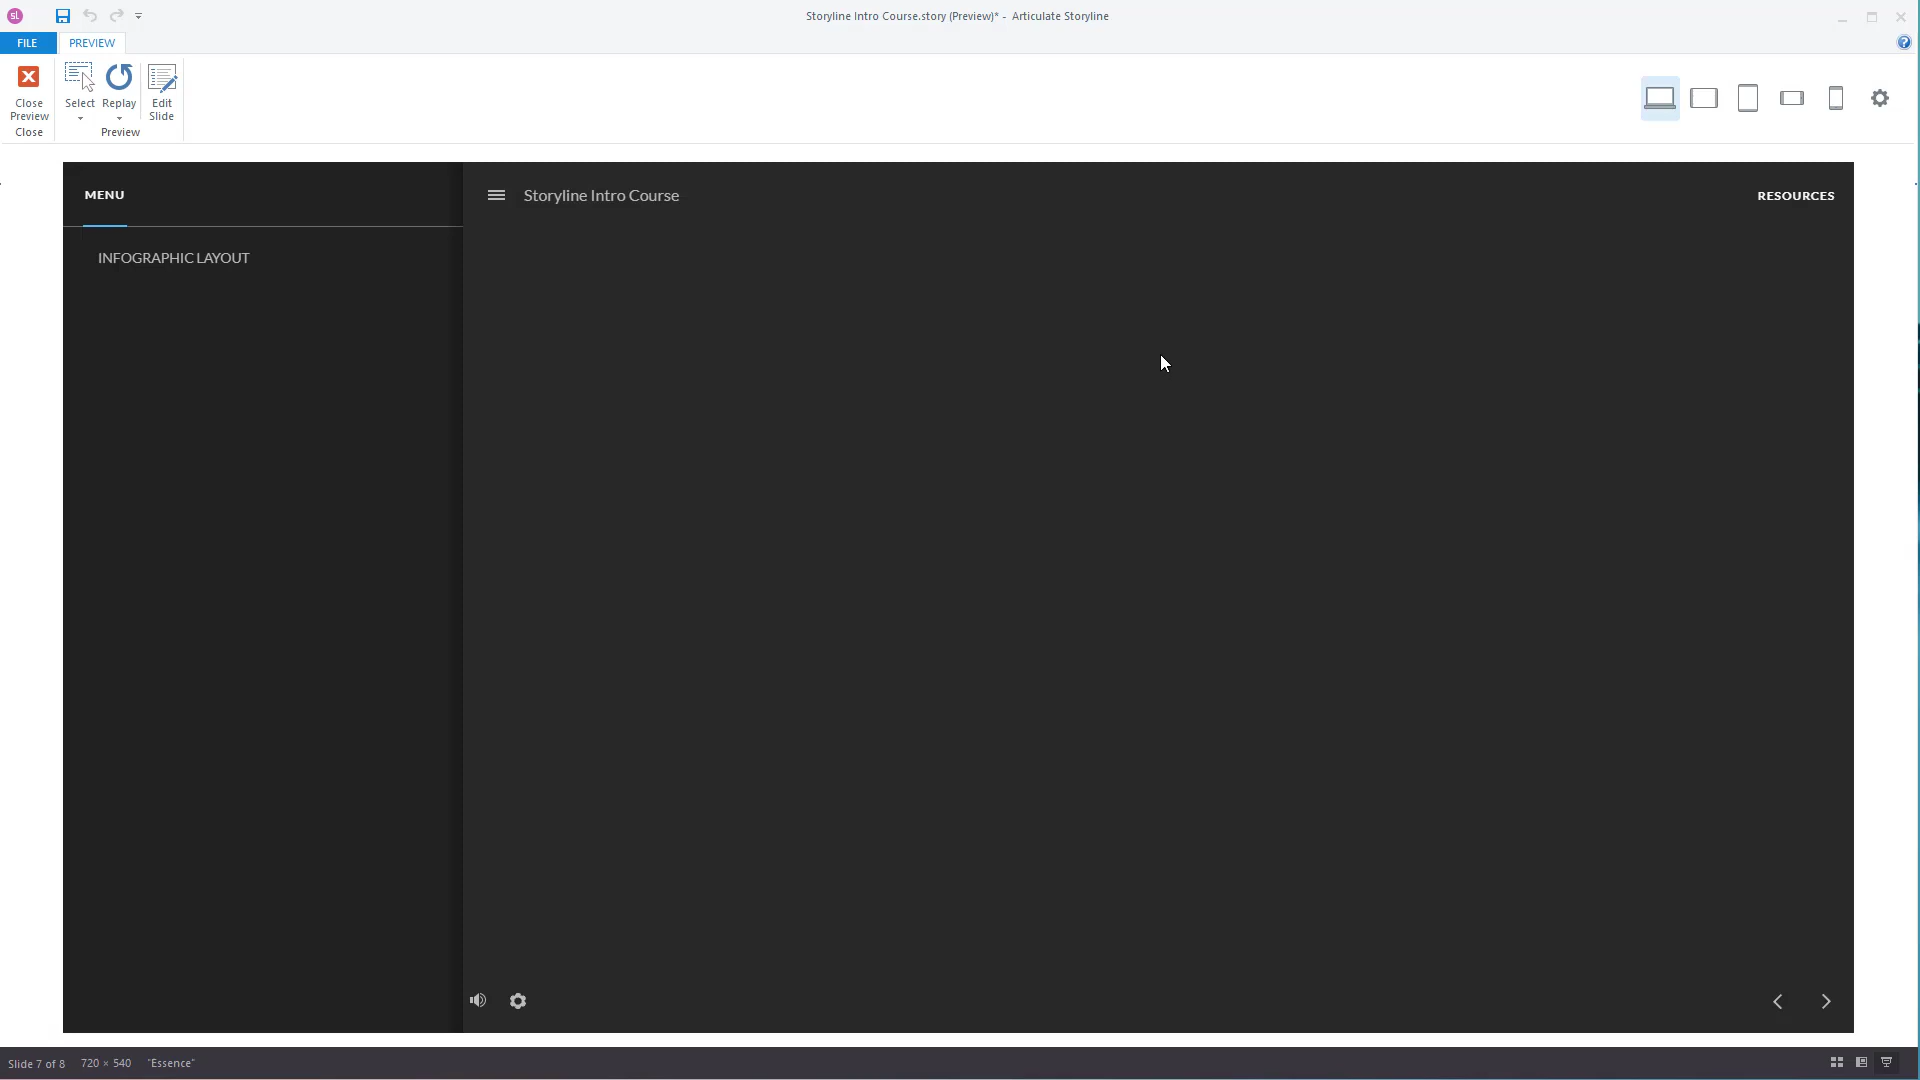 sl
Storyline Intro Course.story (Preview)* - Articulate Storyline
FILE
PREVIEW
?
Close Preview
Select
Replay
Edit Slide
Close
Preview
MENU
Storyline Intro Course
RESOURCES
INFOGRAPHIC LAYOUT
Slide 7 of 8
720 × 540
"Essence"